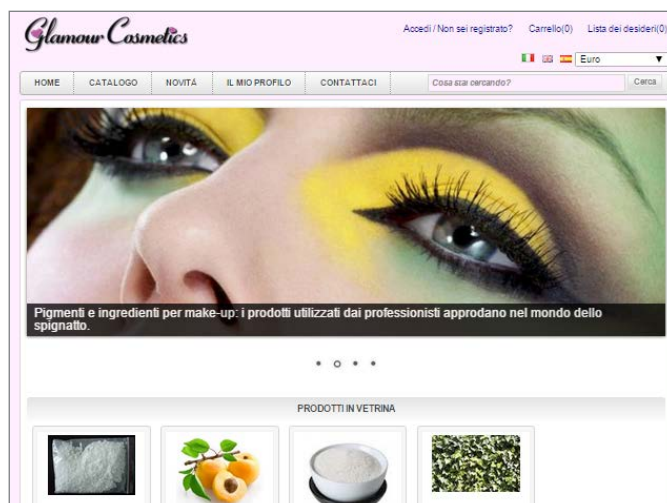 Glamour Cosmetics
Accedi / Non sei registrato? Carrello(0) Lista dei desideri(0)
Euro
HOME CATALOGO NOVITÁ IL MIO PROFILO CONTATTACI Cosa stai cercando? Cerca
Pigmenti e ingredienti per make-up: i prodotti utilizzati dai professionisti approdano nel mondo dello
spignatto.
PRODOTTI IN VETRINA